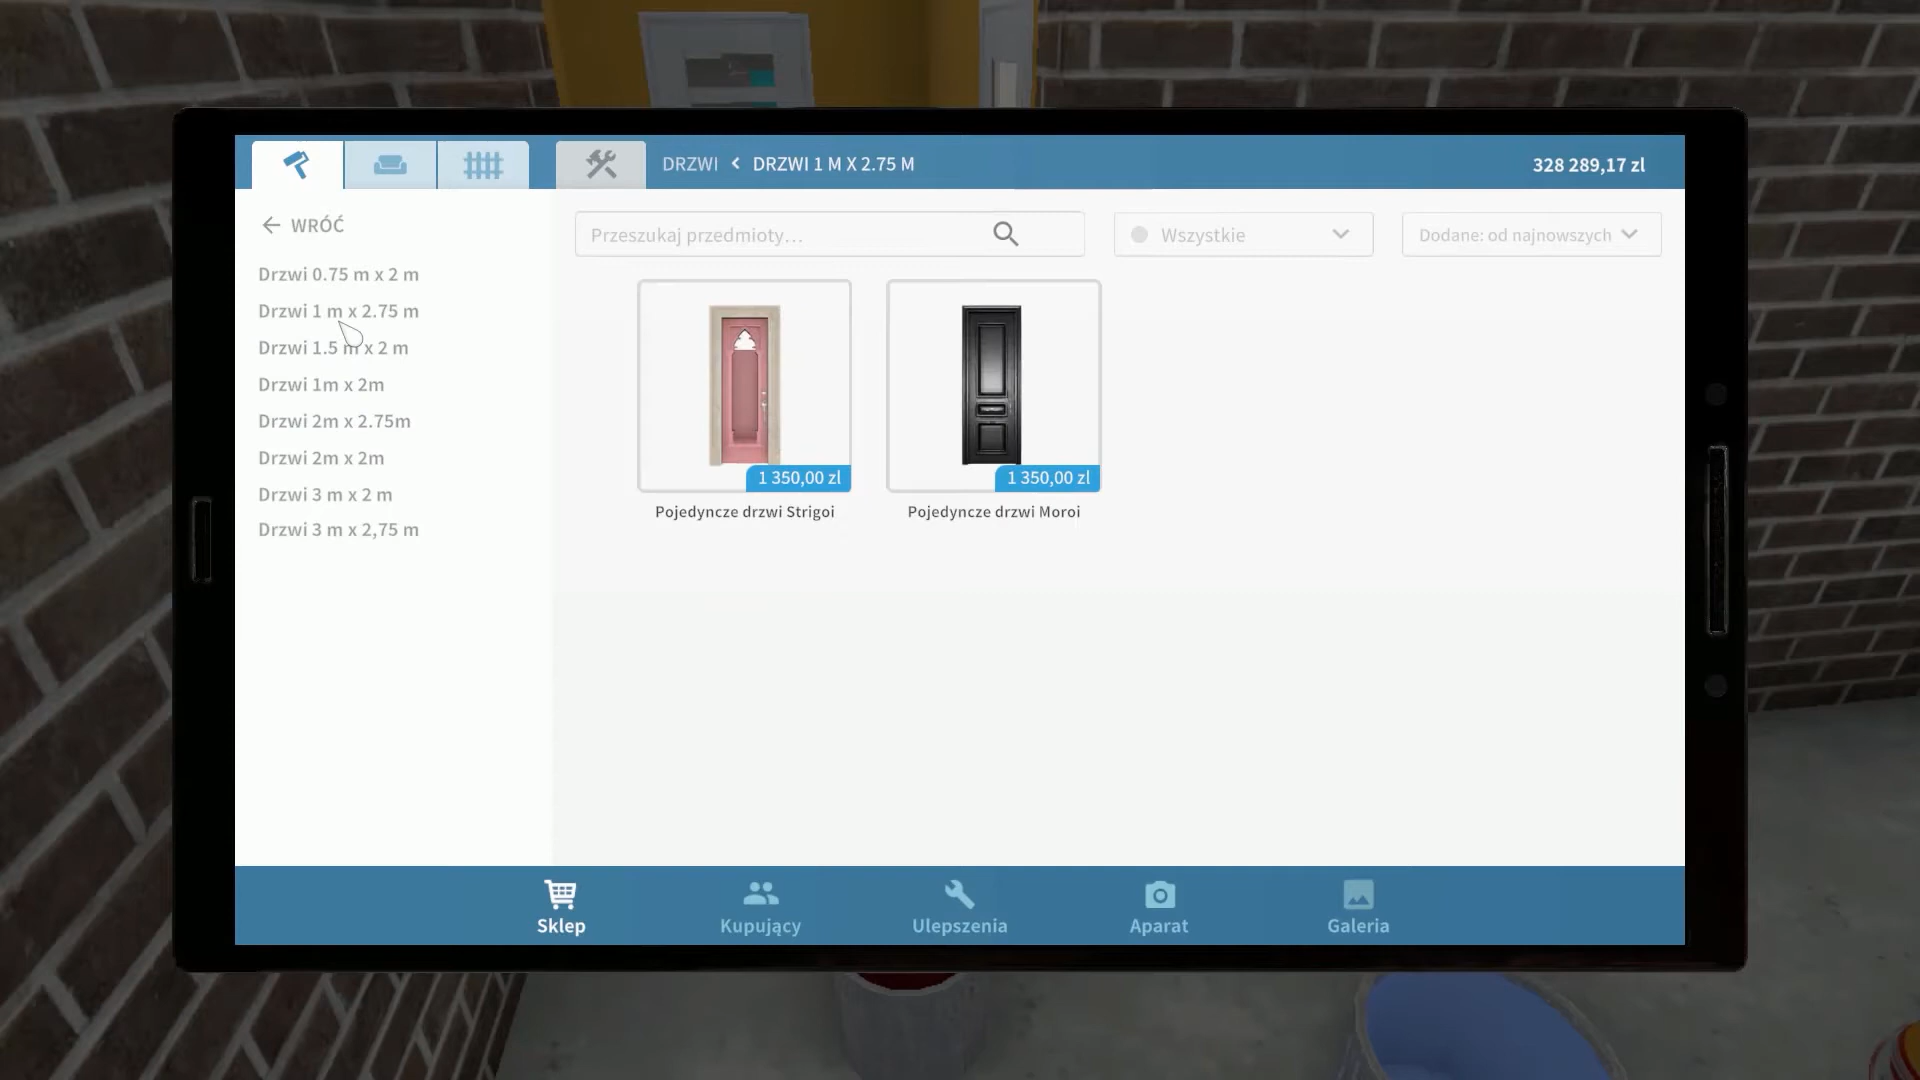 DRZWI < DRZWI 1 M X 2.75 M
328 289,17 zl
WRÓĆ
Drzwi 0.75 m x 2 m
Drzwi 1 m x 2.75 m
Drzwi 1.5 m x 2 m
Drzwi 1m x 2m
Drzwi 2m x 2.75m
Drzwi 2m x 2m
Drzwi 3 m x 2 m
Drzwi 3 m x 2,75 m
Przeszukaj przedmioty...
Wszystkie
Dodane: od najnowszych
1 350,00 zl
Pojedyncze drzwi Strigoi
1 350,00 zl
Pojedyncze drzwi Moroi
Sklep
Kupujący
Ulepszenia
Aparat
Galeria